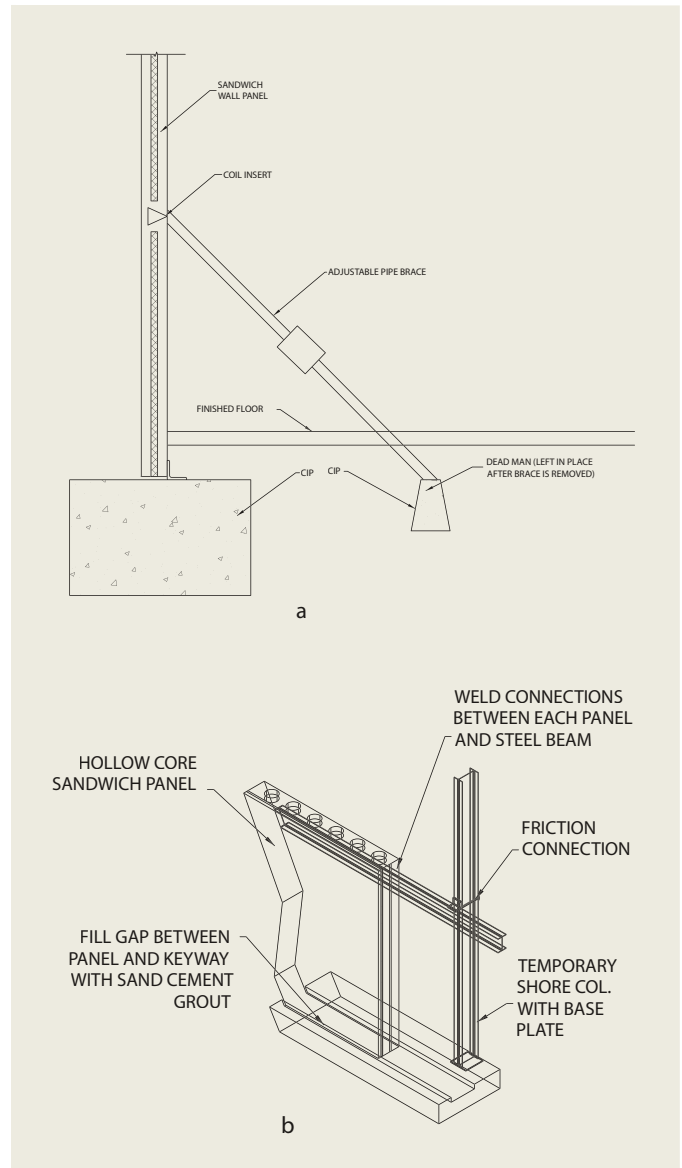 SANDWICH
WALL PANEL
COIL INSERT
ADJUSTABLE PIPE BRACE
FINISHED FLOOR
CIP
CIP
DEAD MAN (LEFT IN PLACE
AFTER BRACE IS REMOVED)
a
WELD CONNECTIONS
BETWEEN EACH PANEL
AND STEEL BEAM
HOLLOW CORE
SANDWICH PANEL
FRICTION
CONNECTION
FILL GAP BETWEEN
PANEL AND KEYWAY
WITH SAND CEMENT
GROUT
TEMPORARY
SHORE COL.
WITH BASE
PLATE
b